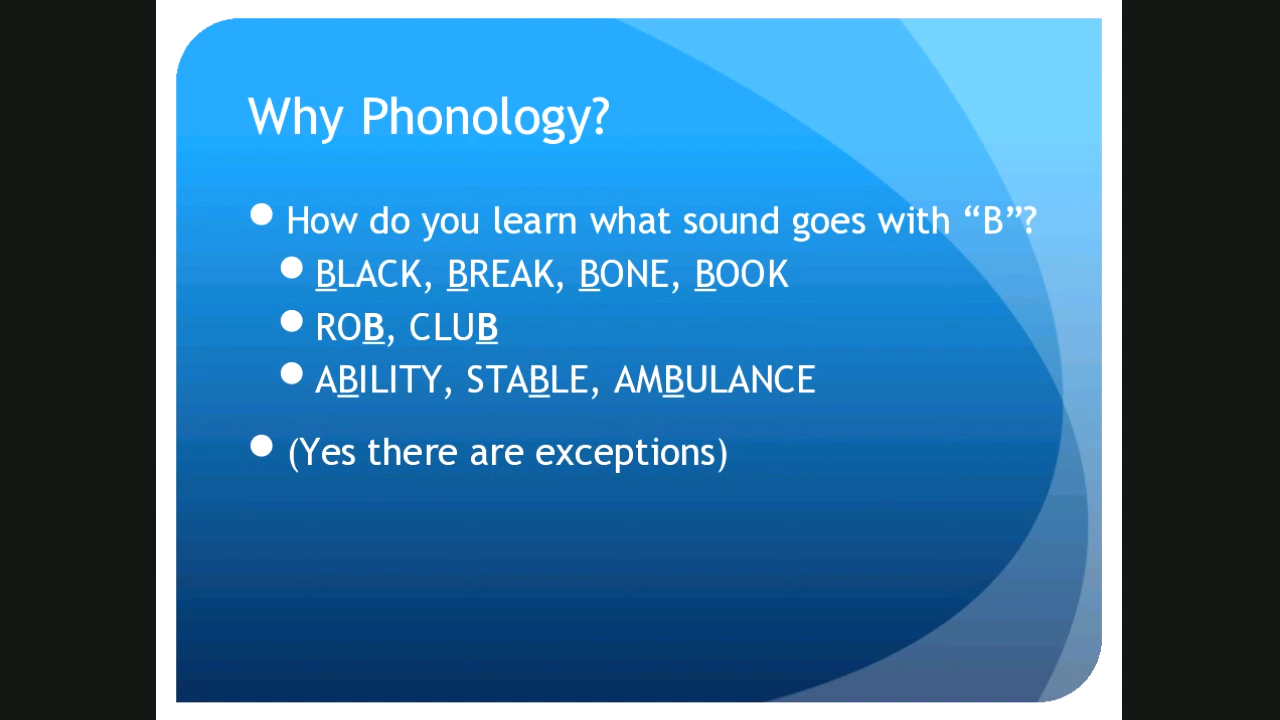 Why Phonology?
How do you learn what sound goes with “B”?
BLACK, BREAK, BONE, BOOK
ROB, CLUB
ABILITY, STABLE, AMBULANCE
(Yes there are exceptions)